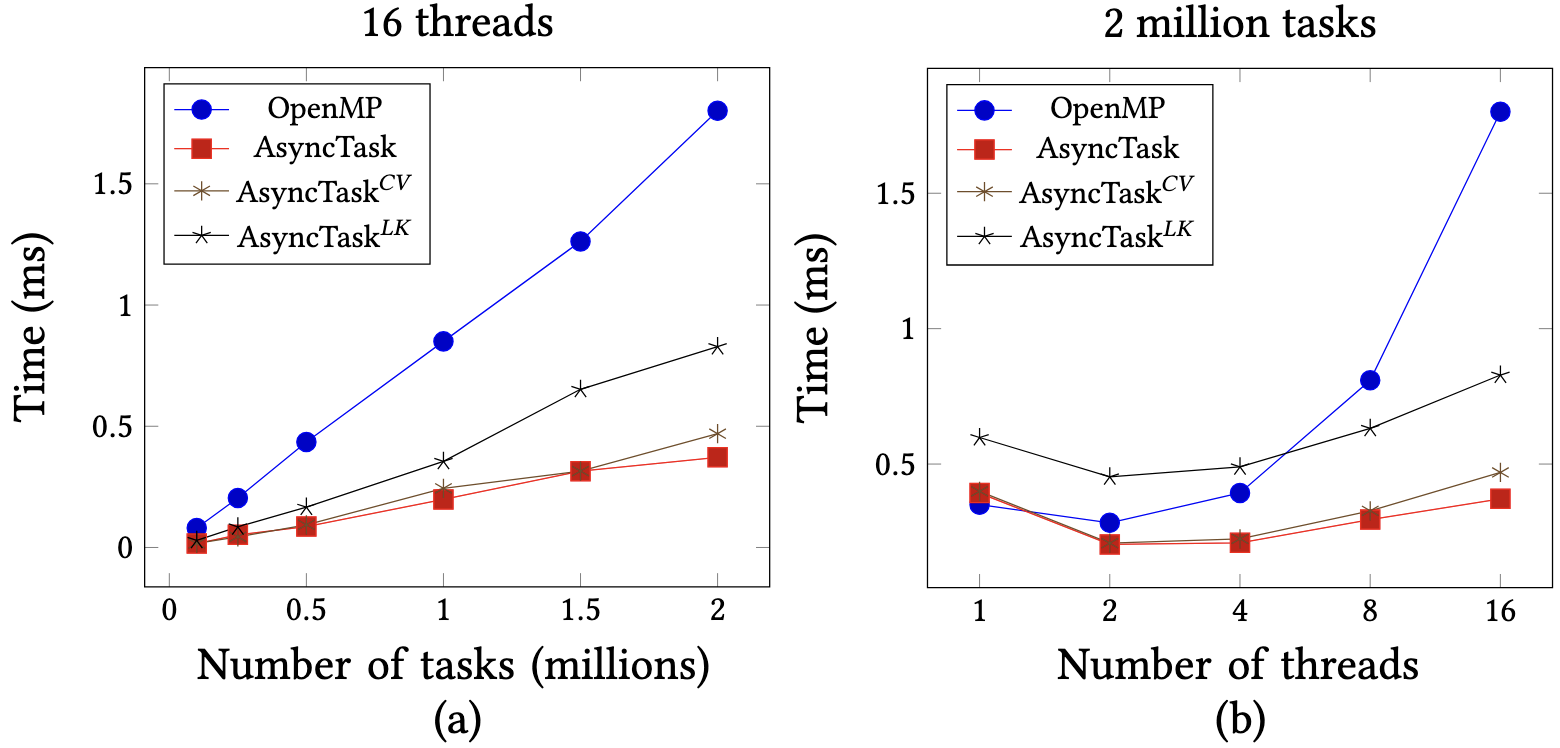 16 threads
OpenMP
AsyncTask
AsyncTask^CV
AsyncTask^LK
Time (ms)
1.5
1
0.5
0
0 0.5 1 1.5 2
Number of tasks (millions)
(a)
2 million tasks
OpenMP
AsyncTask
AsyncTask^CV
AsyncTask^LK
Time (ms)
1.5
1
0.5
1 2 4 8 16
Number of threads
(b)